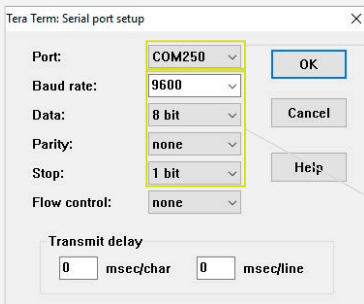 Tera Term: Serial port setup
Port: COM250 OK
Baud rate: 9600
Data: 8 bit Cancel
Parity: none
Stop: 1 bit Help
Flow control: none
Transmit delay
0 msec/char 0 msec/line